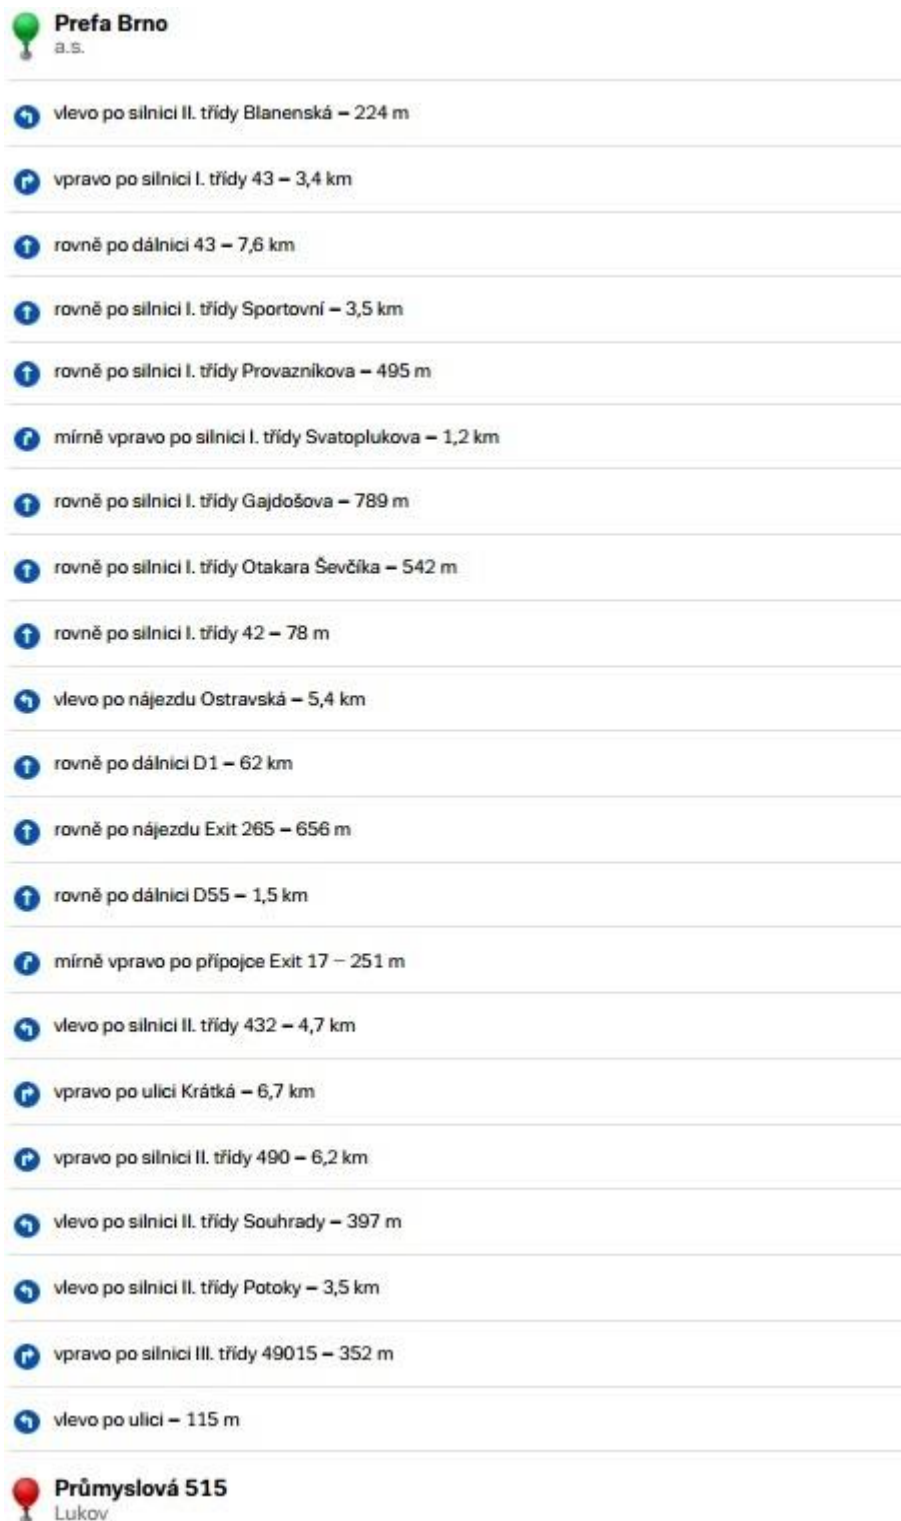 Prefa Brno
a.s.
vlevo po silnici II. třídy Blanenská – 224 m
vpravo po silnici I. třídy 43 – 3,4 km
rovně po dálnici 43 – 7,6 km
rovně po silnici I. třídy Sportovní – 3,5 km
rovně po silnici I. třídy Provazníkova – 495 m
mírně vpravo po silnici I. třídy Svatoplukova – 1,2 km
rovně po silnici I. třídy Gajdošova – 789 m
rovně po silnici I. třídy Otakara Ševčíka – 542 m
rovně po silnici I. třídy 42 – 78 m
vlevo po nájezdu Ostravská – 5,4 km
rovně po dálnici D1 – 62 km
rovně po nájezdu Exit 265 – 656 m
rovně po dálnici D55 – 1,5 km
mírně vpravo po přípojce Exit 17 – 251 m
vlevo po silnici II. třídy 432 – 4,7 km
vpravo po ulici Krátká – 6,7 km
vpravo po silnici II. třídy 490 – 6,2 km
vlevo po silnici II. třídy Souhrady – 397 m
vlevo po silnici II. třídy Potoky – 3,5 km
vpravo po silnici III. třídy 49015 – 352 m
vlevo po ulici – 115 m
Průmyslová 515
Lukov